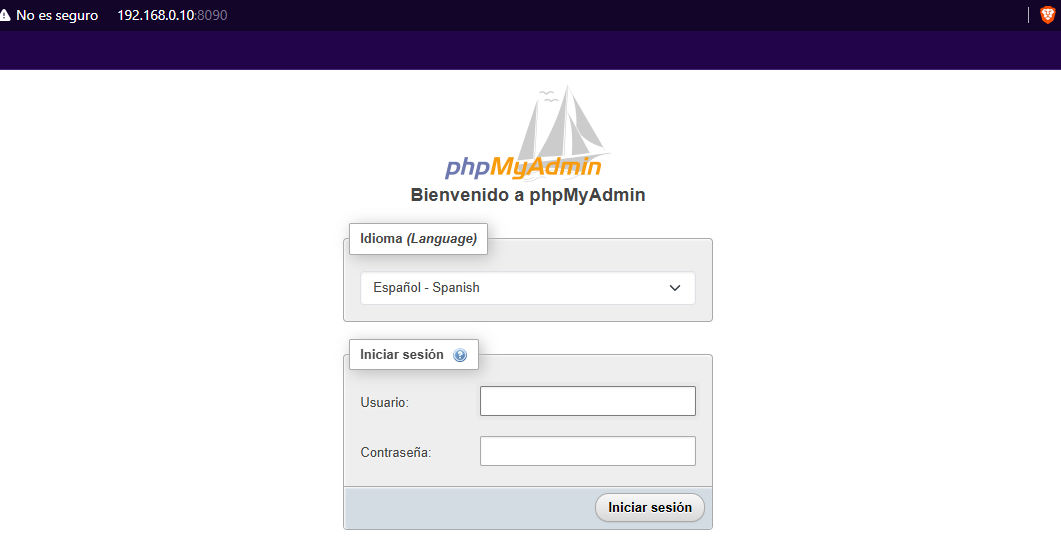 No es seguro 192.168.0.10:8090
phpMyAdmin
Bienvenido a phpMyAdmin
Idioma (Language)
Español - Spanish
Iniciar sesión ?
Usuario:
Contraseña:
Iniciar sesión